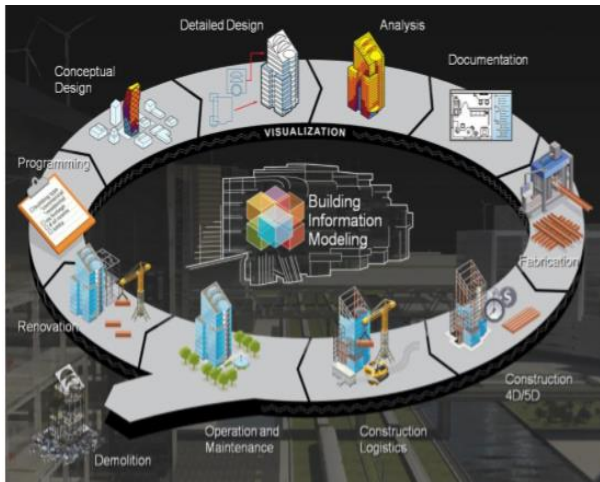 Detailed Design
Analysis
Conceptual
Design
Documentation
VISUALIZATION
Programming
Building
Information
Modeling
Fabrication
Renovation
Construction
4D/5D
Operation and
Maintenance
Construction
Logistics
Demolition